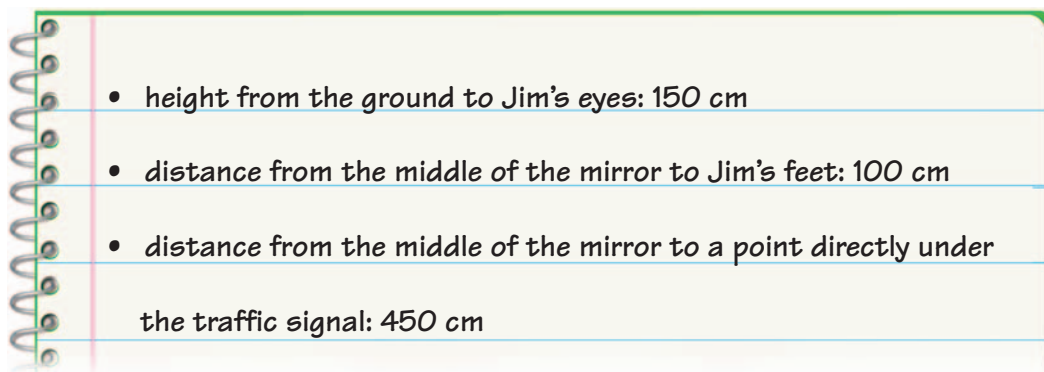 • height from the ground to Jim's eyes: 150 cm
• distance from the middle of the mirror to Jim's feet: 100 cm
• distance from the middle of the mirror to a point directly under
the traffic signal: 450 cm